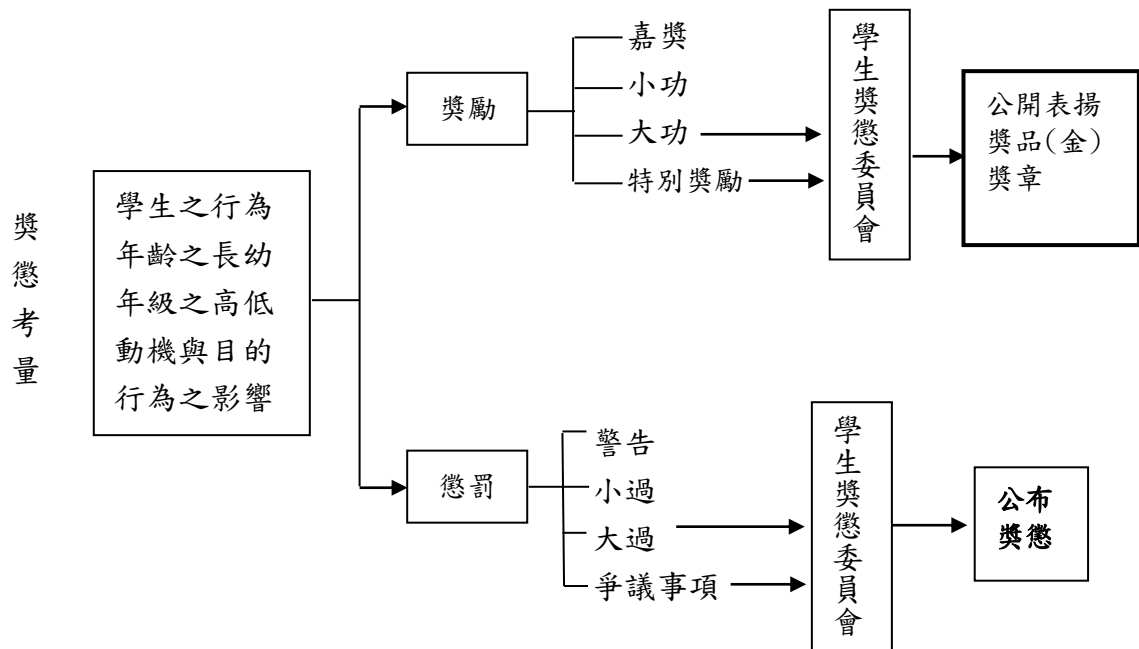 獎懲考量
學生之行為
年齡之長幼
年級之高低
動機與目的
行為之影響
獎勵
嘉獎
小功
大功
特別獎勵
學生獎懲委員會
公開表揚
獎品(金)
獎章
懲罰
警告
小過
大過
爭議事項
學生獎懲委員會
公布
獎懲